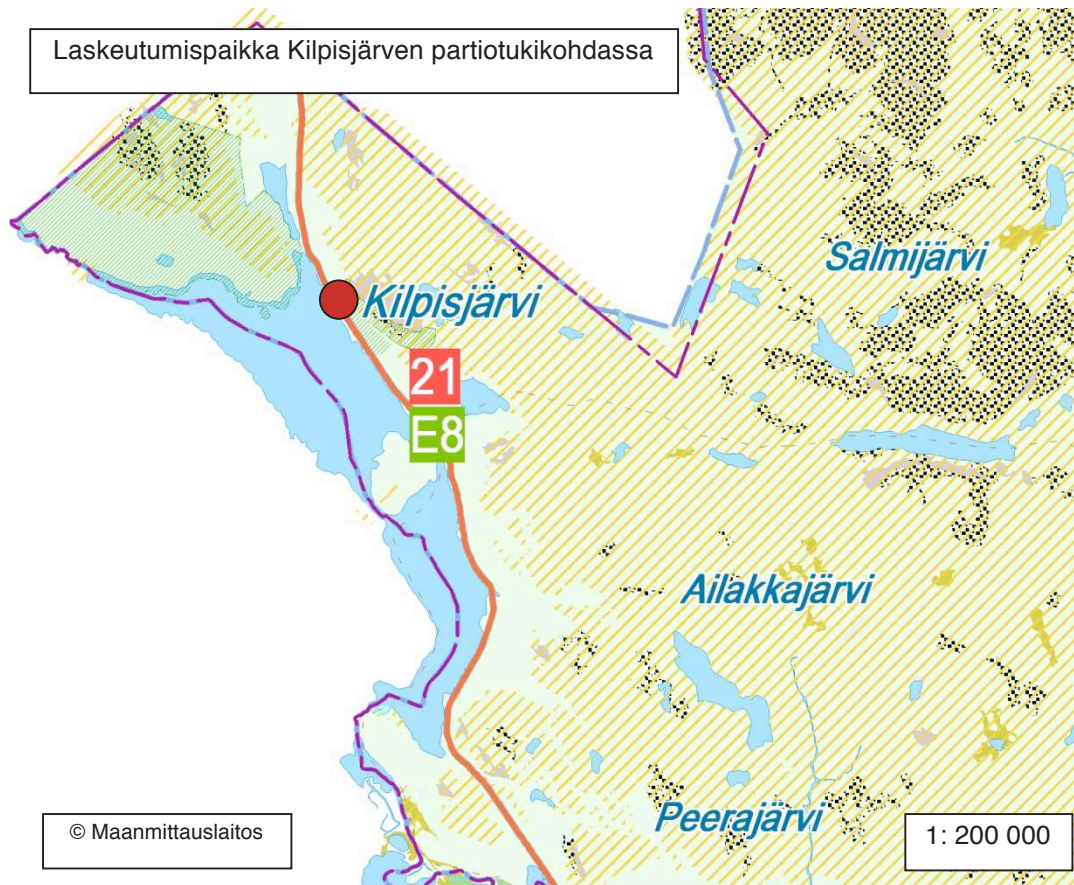 Laskeutumispaikka Kilpisjärven partiotukikohdassa
Salmijärvi
Kilpisjärvi
21
E8
Ailakkajärvi
Peerajärvi
© Maanmittauslaitos
1: 200 000